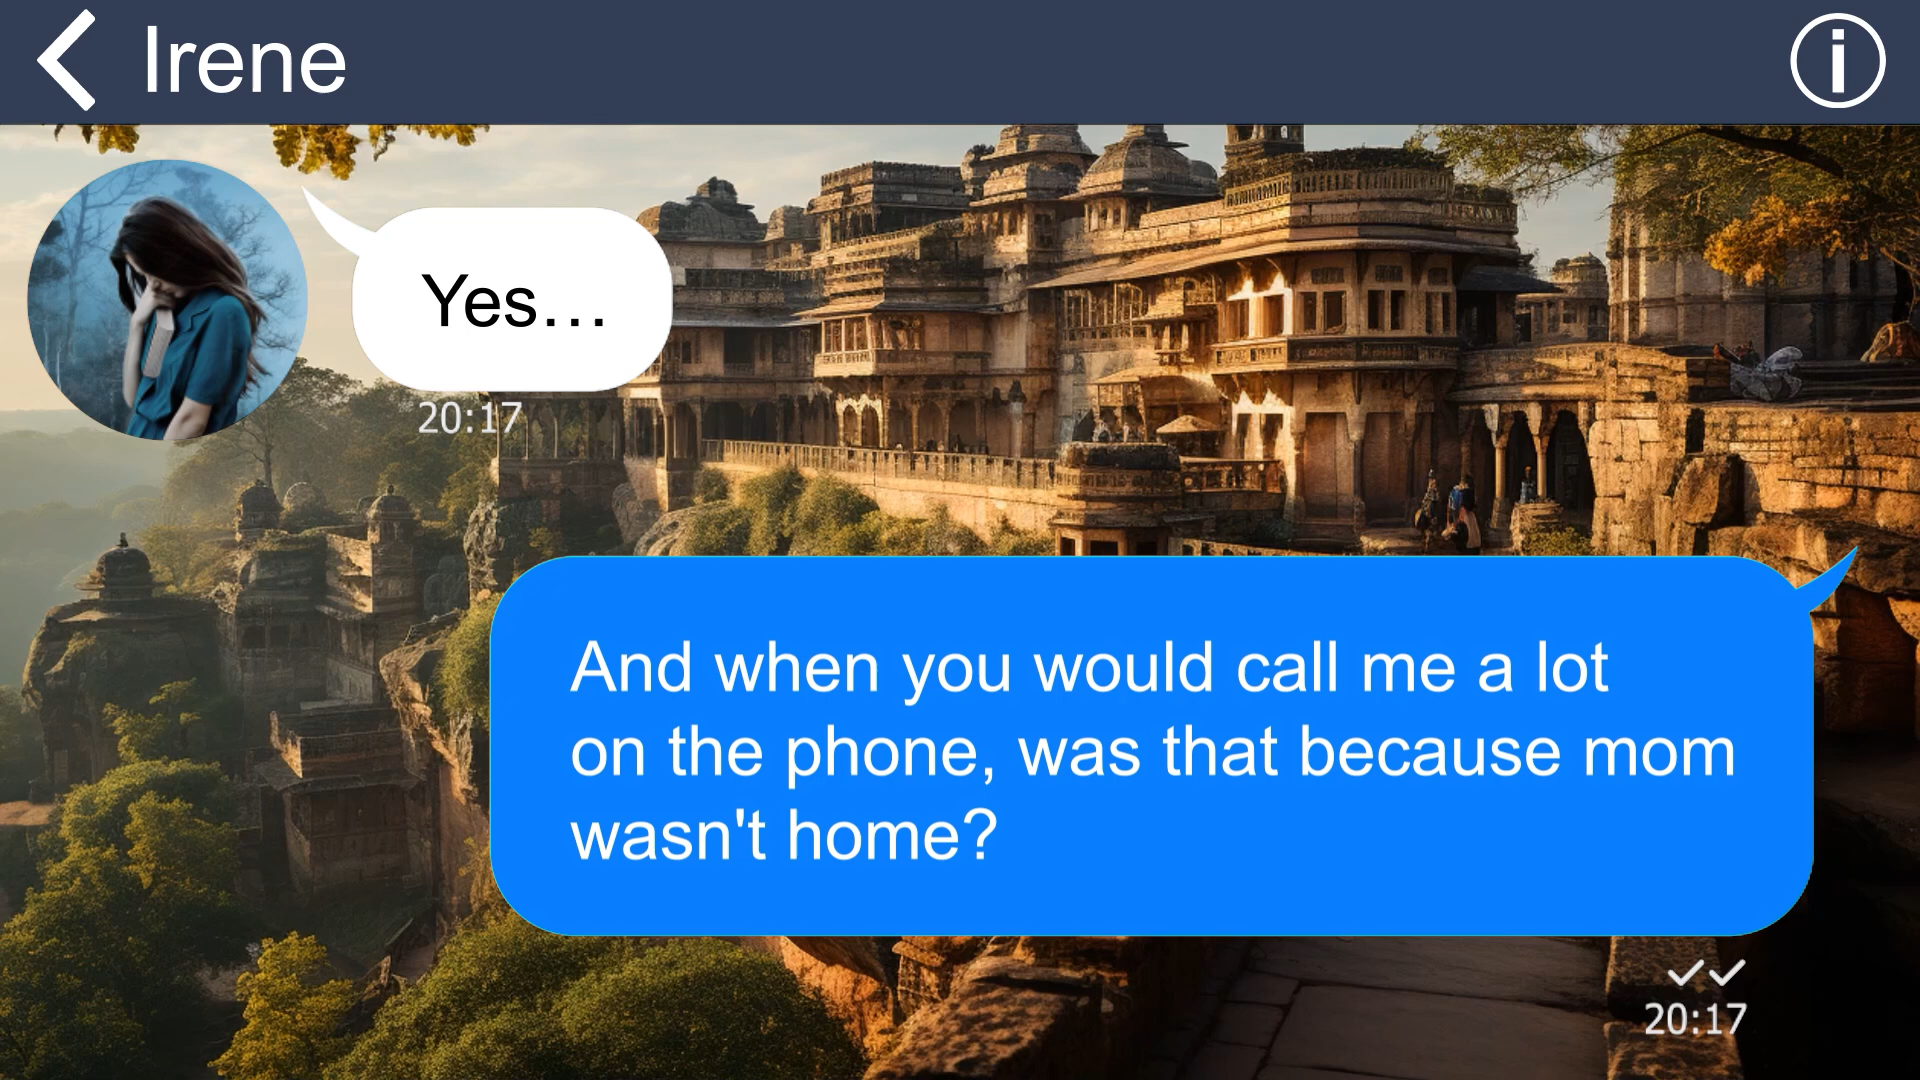 Irene
Yes...
20:17
And when you would call me a lot
on the phone, was that because mom
wasn't home?
20:17